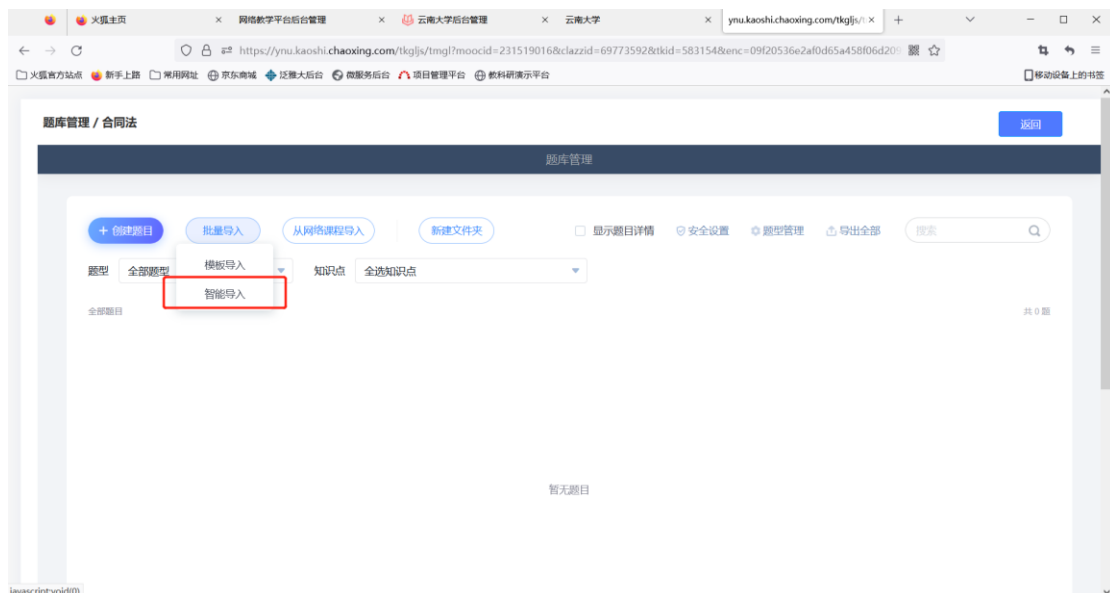 火狐主页 网络教学平台后台管理 云南大学后台管理 云南大学 ynu.kaoshi.chaoxing.com/tkgljs/t
https://ynu.kaoshi.chaoxing.com/tkgljs/tmgl?moocid=231519016&clazzid=69773592&tkid=583154&enc=09f20536e2af0d65a458f06d209
火狐官方站点 新手上路 常用网址 京东商城 泛雅大后台 微服务后台 项目管理平台 教科研演示平台 移动设备上的书签
题库管理 / 合同法 返回
题库管理
+ 创建题目 批量导入 从网络课程导入 新建文件夹 显示题目详情 安全设置 题型管理 导出全部 搜索
模板导入
题型 全部题型 知识点 全选知识点
智能导入
全部题目 共 0 题
暂无题目
javascript:void(0)